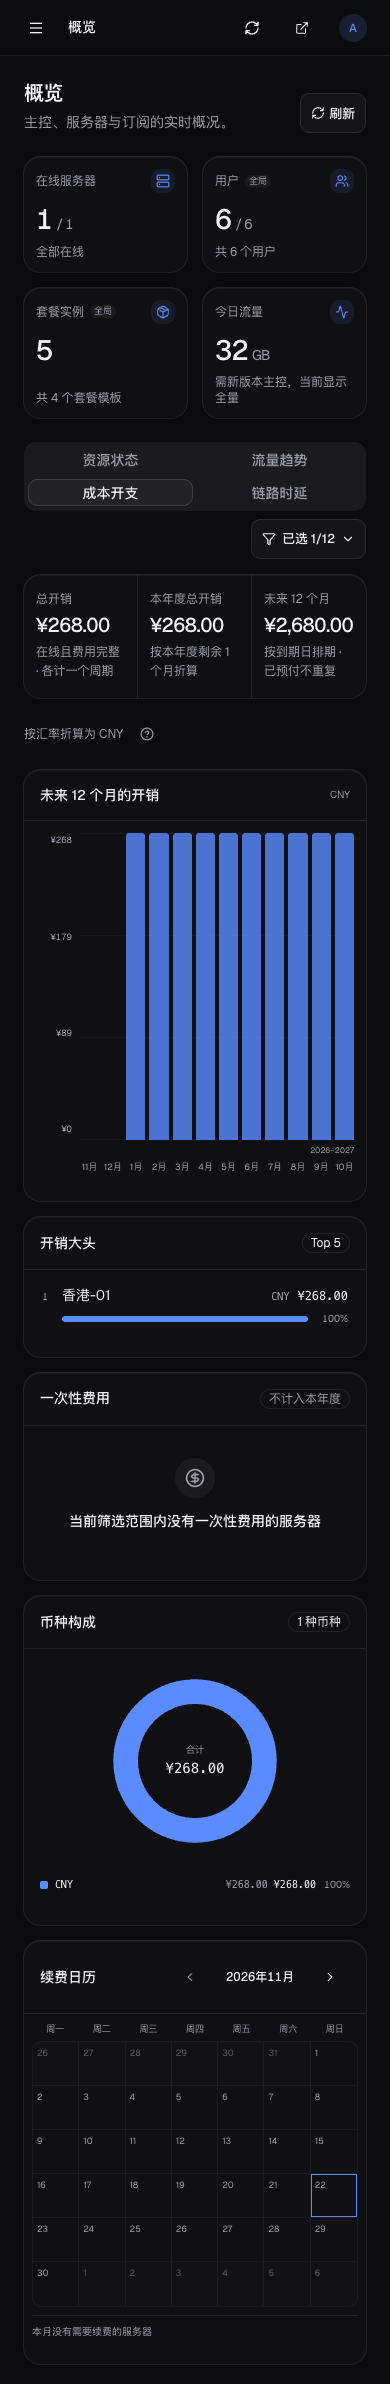 概览
A
概览
主控、服务器与订阅的实时概况。
刷新
在线服务器
1 / 1
全部在线
用户 全局
6 / 6
共 6 个用户
套餐实例 全局
5
共 4 个套餐模板
今日流量
32 GB
需新版本主控，当前显示
全量
资源状态
流量趋势
成本开支
链路时延
已选 1/12
总开销
¥268.00
在线且费用完整
· 各计一个周期
本年度总开销
¥268.00
按本年度剩余 1
个月折算
未来 12 个月
¥2,680.00
按到期日排期 ·
已预付不重复
按汇率折算为 CNY
未来 12 个月的开销
CNY
¥268
¥179
¥89
¥0
2026–2027
11月 12月 1月 2月 3月 4月 5月 6月 7月 8月 9月 10月
开销大头
Top 5
1 香港-01 CNY ¥268.00
100%
一次性费用
不计入本年度
当前筛选范围内没有一次性费用的服务器
币种构成
1 种币种
合计
¥268.00
CNY ¥268.00 ¥268.00 100%
续费日历
2026年11月
周一 周二 周三 周四 周五 周六 周日
26 27 28 29 30 31 1
2 3 4 5 6 7 8
9 10 11 12 13 14 15
16 17 18 19 20 21 22
23 24 25 26 27 28 29
30 1 2 3 4 5 6
本月没有需要续费的服务器